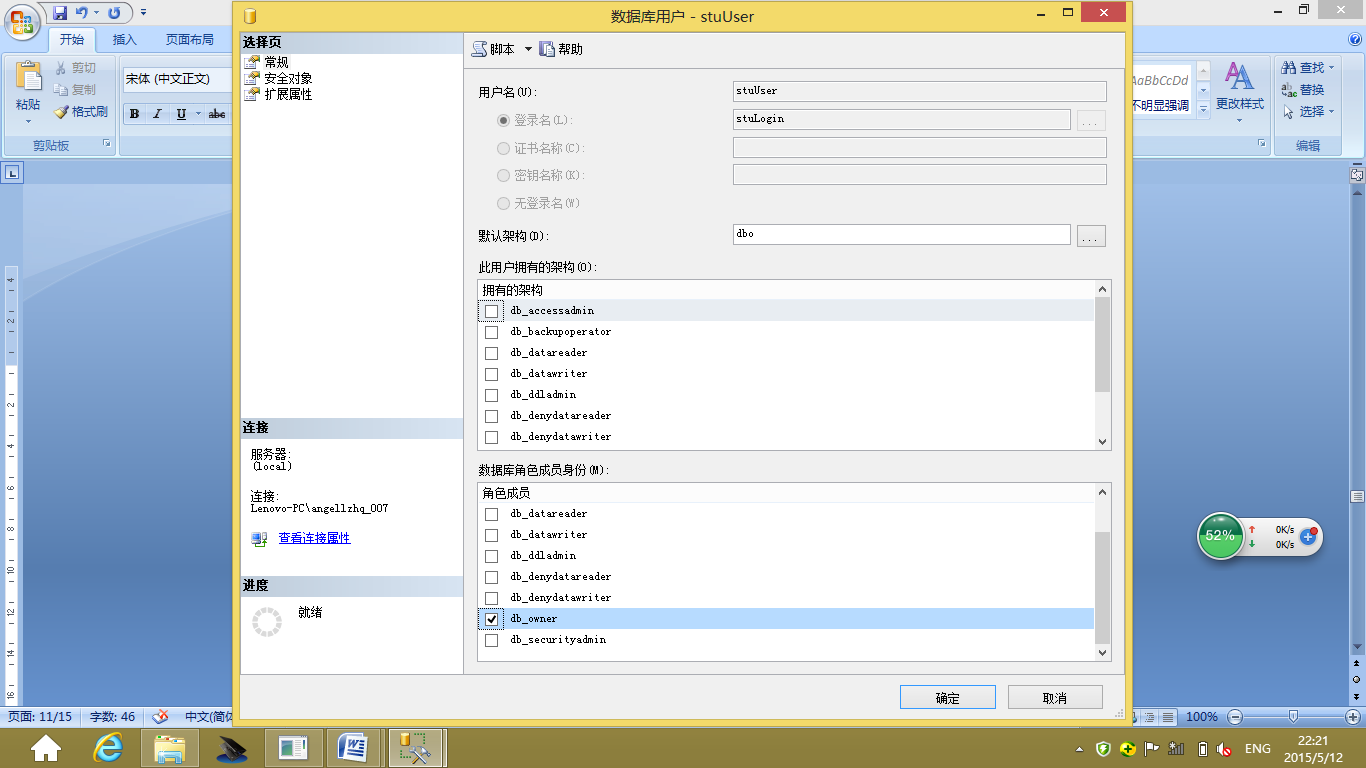 数据库用户 - stuUser
开始
插入
页面布局
剪切
复制
格式刷
粘贴
剪贴板
宋体 (中文正文)
B I U abc
选择页
常规
安全对象
扩展属性
连接
服务器:
(local)
连接:
Lenovo-PC\angellzhq_007
查看连接属性
进度
就绪
脚本
帮助
用户名(U):
stuUser
登录名(L):
stuLogin
...
证书名称(C):
密钥名称(K):
无登录名(W)
默认架构(D):
dbo
...
此用户拥有的架构(O):
拥有的架构
db_accessadmin
db_backupoperator
db_datareader
db_datawriter
db_ddladmin
db_denydatareader
db_denydatawriter
数据库角色成员身份(M):
角色成员
db_datareader
db_datawriter
db_ddladmin
db_denydatareader
db_denydatawriter
db_owner
db_securityadmin
确定
取消
AaBbCcDd
不明显强调
更改样式
查找
替换
选择
编辑
52%
0K/s
0K/s
页面: 11/15
字数: 46
中文(简体
100%
ENG
22:21
2015/5/12